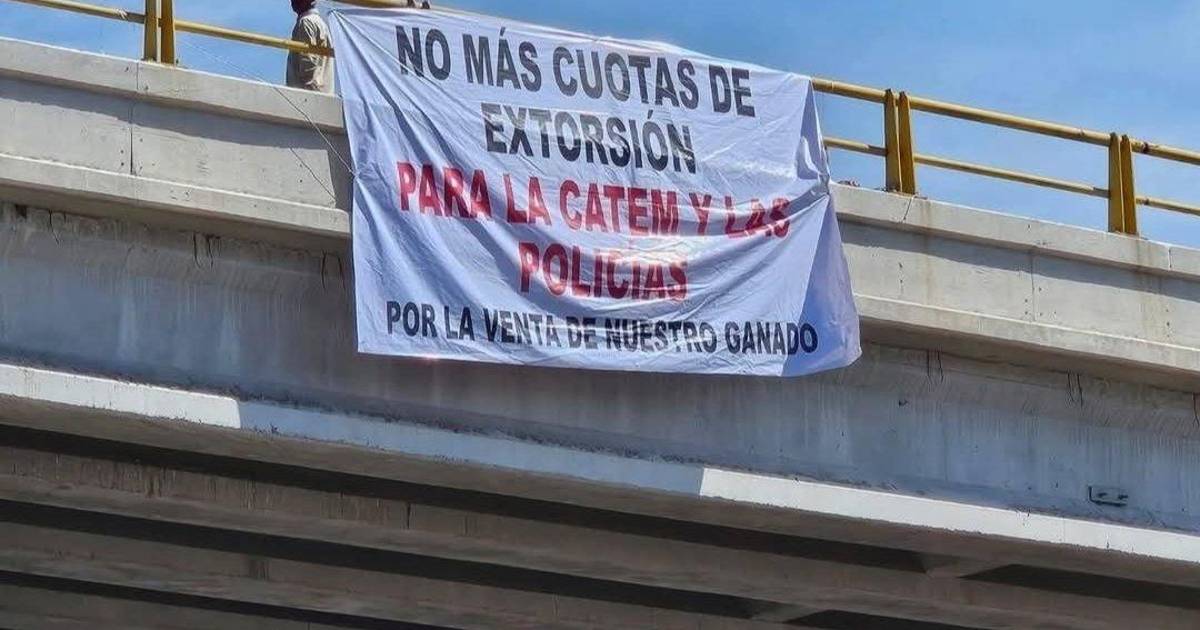 NO MÁS CUOTAS DE
EXTORSIÓN
PARA LA CATEM Y LAS
POLICÍAS
POR LA VENTA DE NUESTRO GANADO